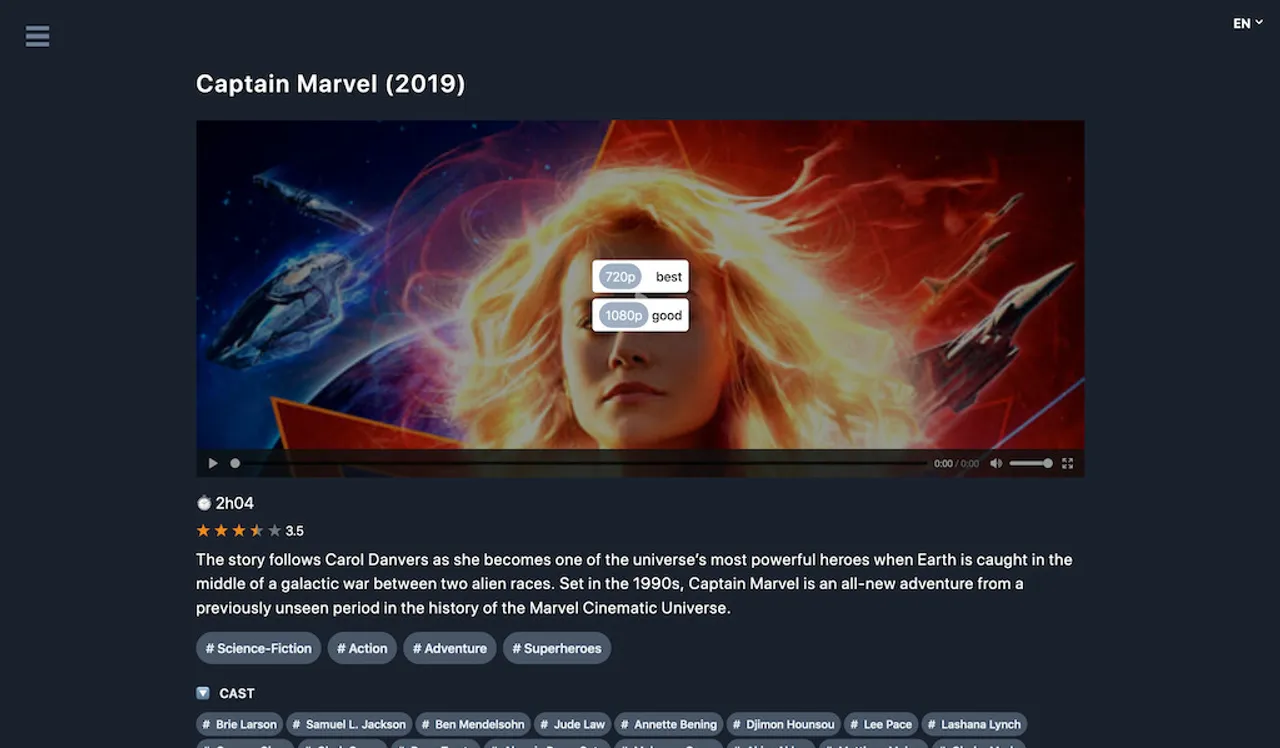 EN
Captain Marvel (2019)
720p best
1080p good
0:00 / 0:00
2h04
3.5
The story follows Carol Danvers as she becomes one of the universe’s most powerful heroes when Earth is caught in the
middle of a galactic war between two alien races. Set in the 1990s, Captain Marvel is an all-new adventure from a
previously unseen period in the history of the Marvel Cinematic Universe.
# Science-Fiction # Action # Adventure # Superheroes
CAST
# Brie Larson # Samuel L. Jackson # Ben Mendelsohn # Jude Law # Annette Bening # Djimon Hounsou # Lee Pace # Lashana Lynch